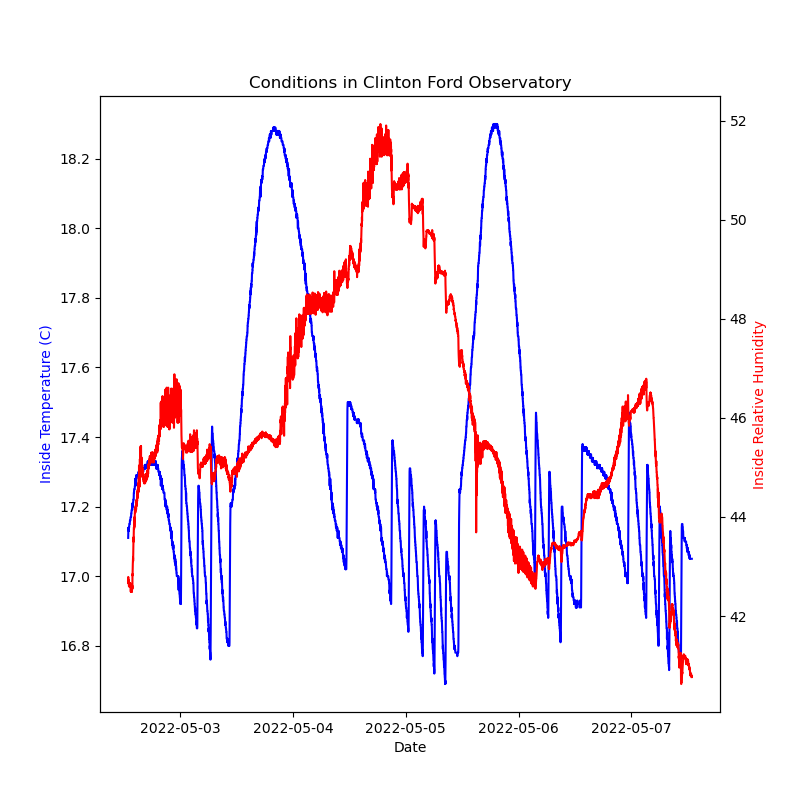 Conditions in Clinton Ford Observatory
Inside Temperature (C)
18.2
18.0
17.8
17.6
17.4
17.2
17.0
16.8
52
50
48
46
44
42
Inside Relative Humidity
2022-05-03 2022-05-04 2022-05-05 2022-05-06 2022-05-07
Date